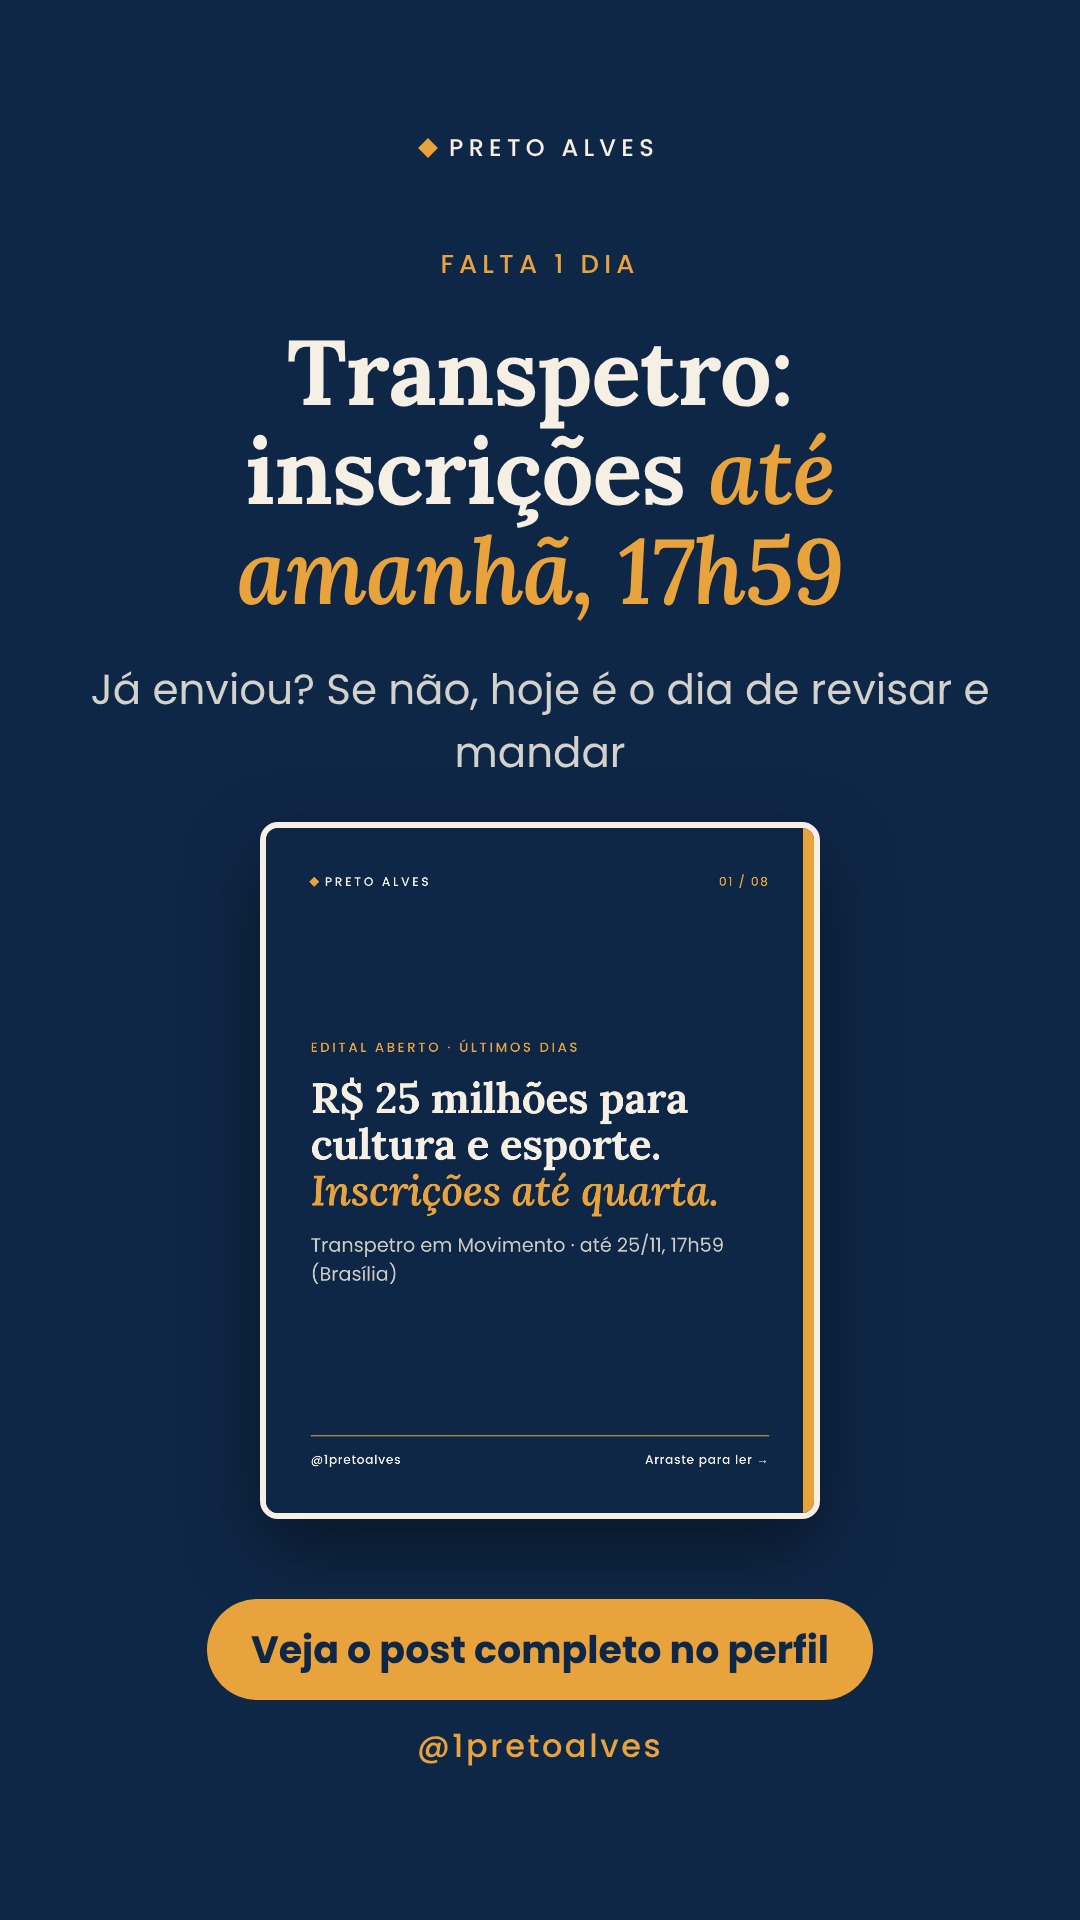 PRETO ALVES
FALTA 1 DIA
Transpetro:
inscrições até
amanhã, 17h59
Já enviou? Se não, hoje é o dia de revisar e
mandar
PRETO ALVES
01 / 08
EDITAL ABERTO · ÚLTIMOS DIAS
R$ 25 milhões para
cultura e esporte.
Inscrições até quarta.
Transpetro em Movimento · até 25/11, 17h59
(Brasília)
@1pretoalves
Arraste para ler →
Veja o post completo no perfil
@1pretoalves